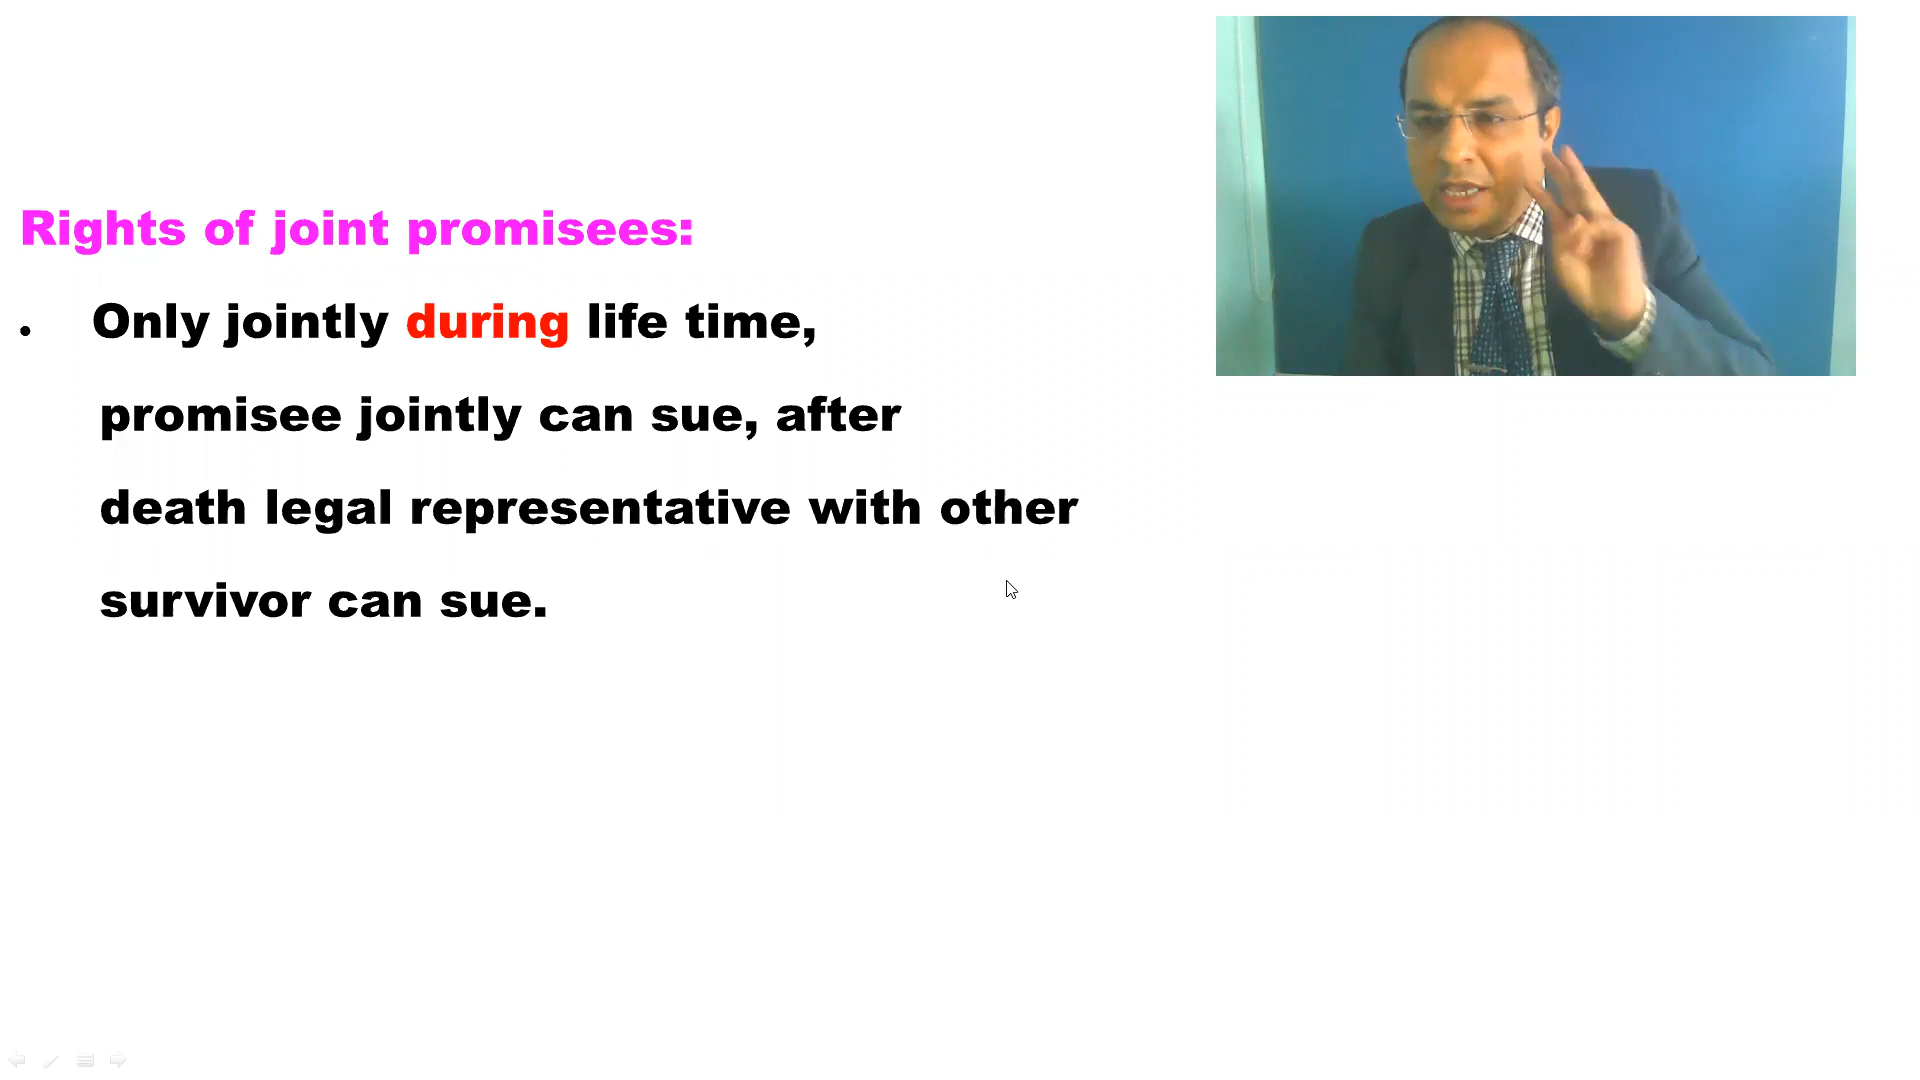 Rights of joint promisees:
• Only jointly during life time,
promisee jointly can sue, after
death legal representative with other
survivor can sue.